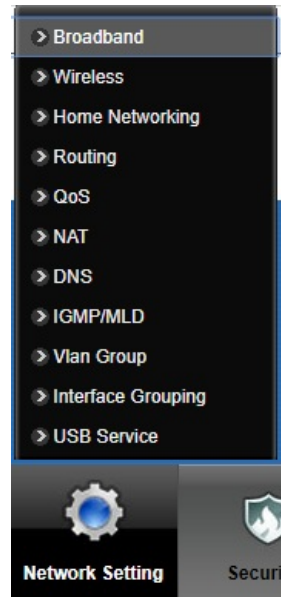 Broadband
Wireless
Home Networking
Routing
QoS
NAT
DNS
IGMP/MLD
Vlan Group
Interface Grouping
USB Service
Network Setting